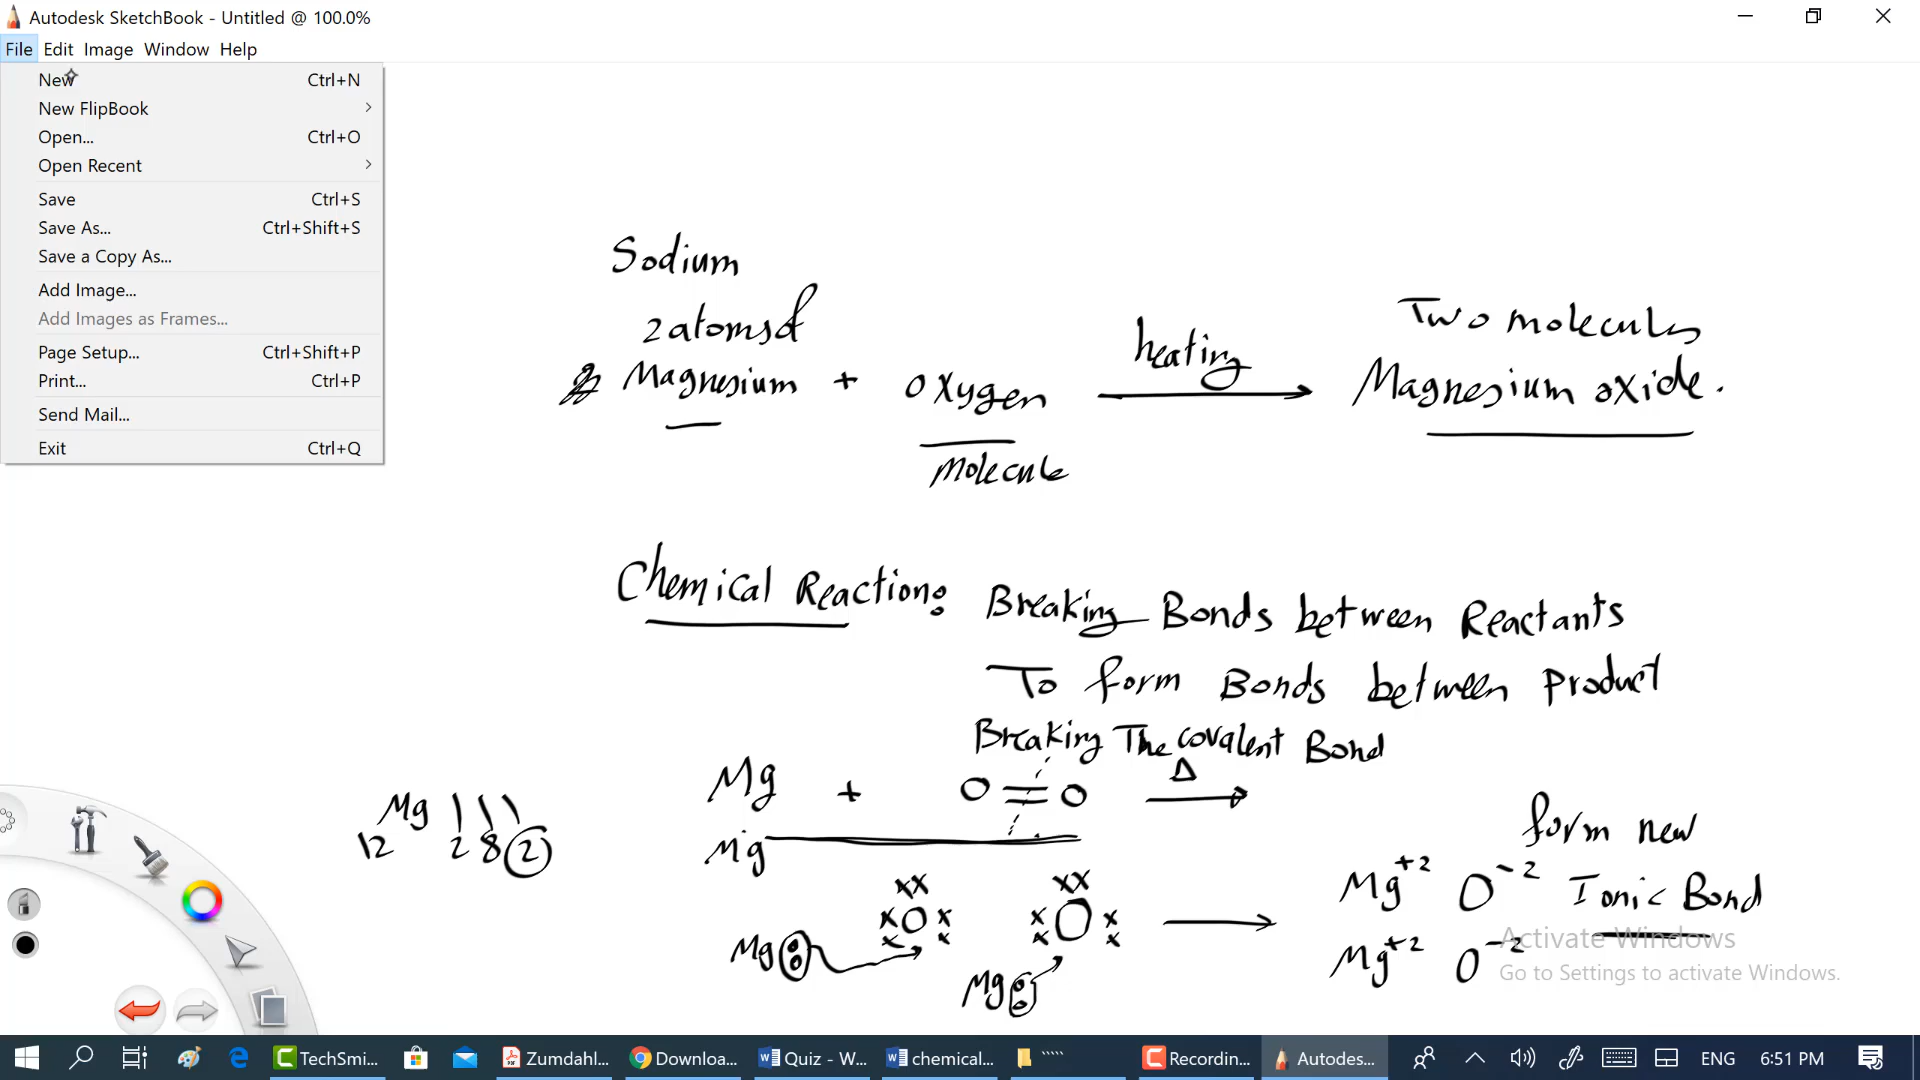 Autodesk SketchBook - Untitled @ 100.0%
File Edit Image Window Help
New Ctrl+N
New FlipBook
Open... Ctrl+O
Open Recent
Save Ctrl+S
Save As... Ctrl+Shift+S
Save a Copy As...
Add Image...
Add Images as Frames...
Page Setup... Ctrl+Shift+P
Print... Ctrl+P
Send Mail...
Exit Ctrl+Q
Sodium
2 atoms of
Magnesium + Oxygen heating Two molecules
Magnesium oxide.
molecule
Chemical Reaction: Breaking Bonds between Reactants
To form Bonds between Product
Breaking The covalent Bond
Mg + O = O Δ
Mg
Mg
12 2 8 2
form new
Mg+2 O-2 Ionic Bond
Mg+2 O-2
xx xx
x O x x O x
x x x x
Mg
Mg
Activate Windows
Go to Settings to activate Windows.
TechSmi... Zumdahl... Downloa... Quiz - W... chemical... ````` Recordin... Autodes... ENG 6:51 PM